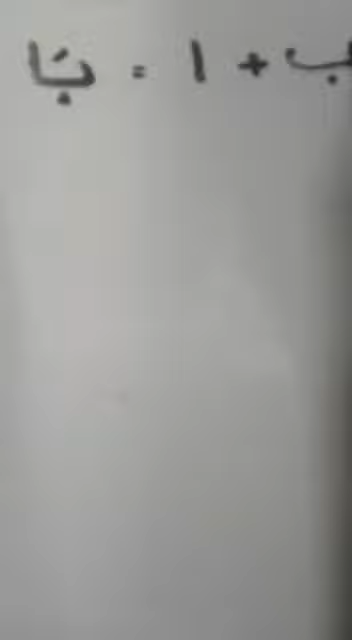 ب + ا = بَا